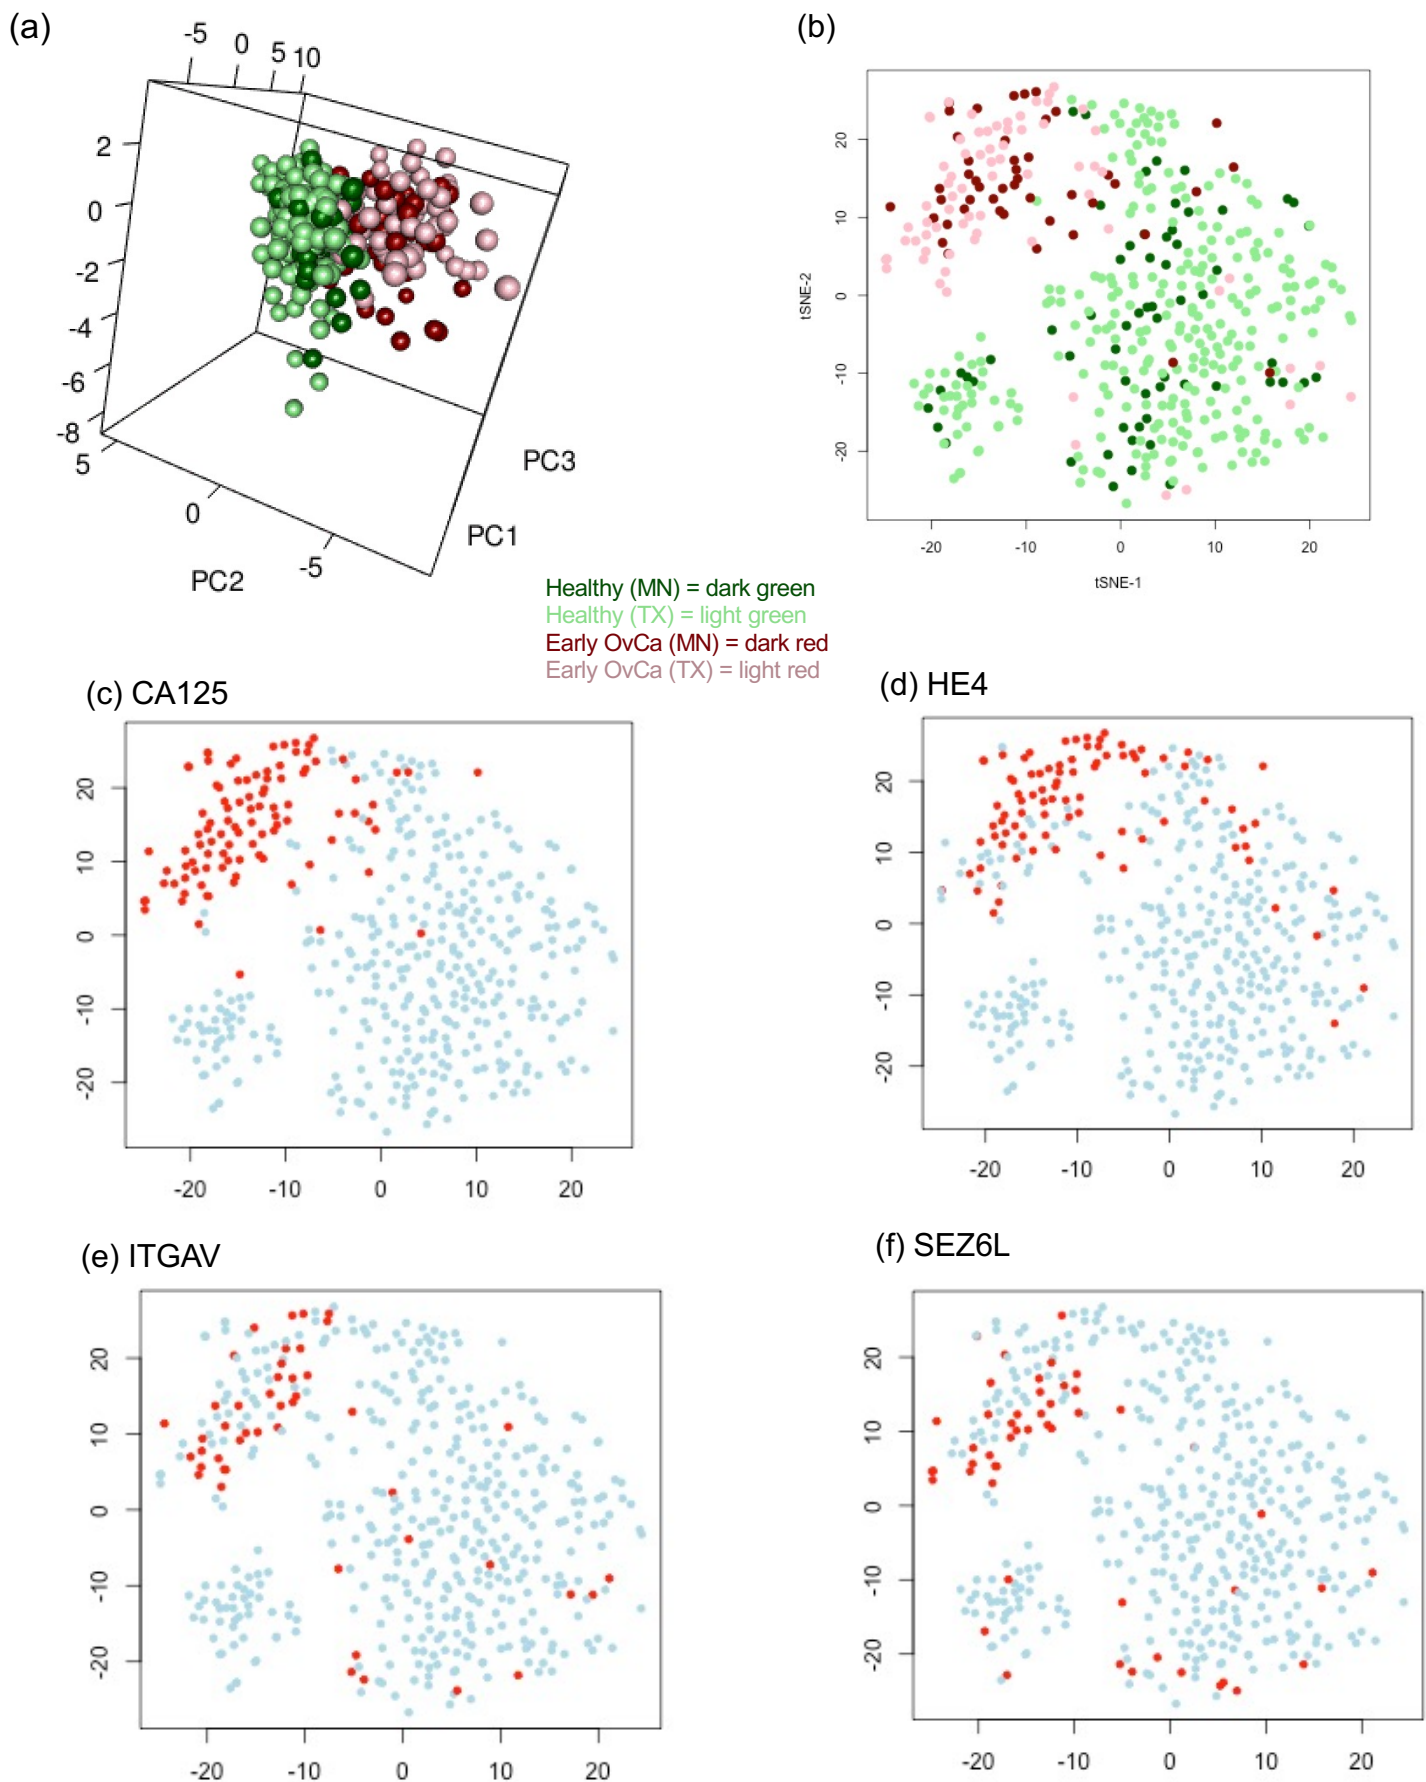 (a)
(b)
-5 0 5 10
2
0
-2
-4
-6
-8
5
0
-5
PC2
PC1
PC3
20
10
0
-10
-20
tSNE-2
-20 -10 0 10 20
tSNE-1
Healthy (MN) = dark green
Healthy (TX) = light green
Early OvCa (MN) = dark red
Early OvCa (TX) = light red
(c) CA125
20
10
0
-10
-20
-20 -10 0 10 20
(d) HE4
20
10
0
-10
-20
-20 -10 0 10 20
(e) ITGAV
20
10
0
-10
-20
-20 -10 0 10 20
(f) SEZ6L
20
10
0
-10
-20
-20 -10 0 10 20